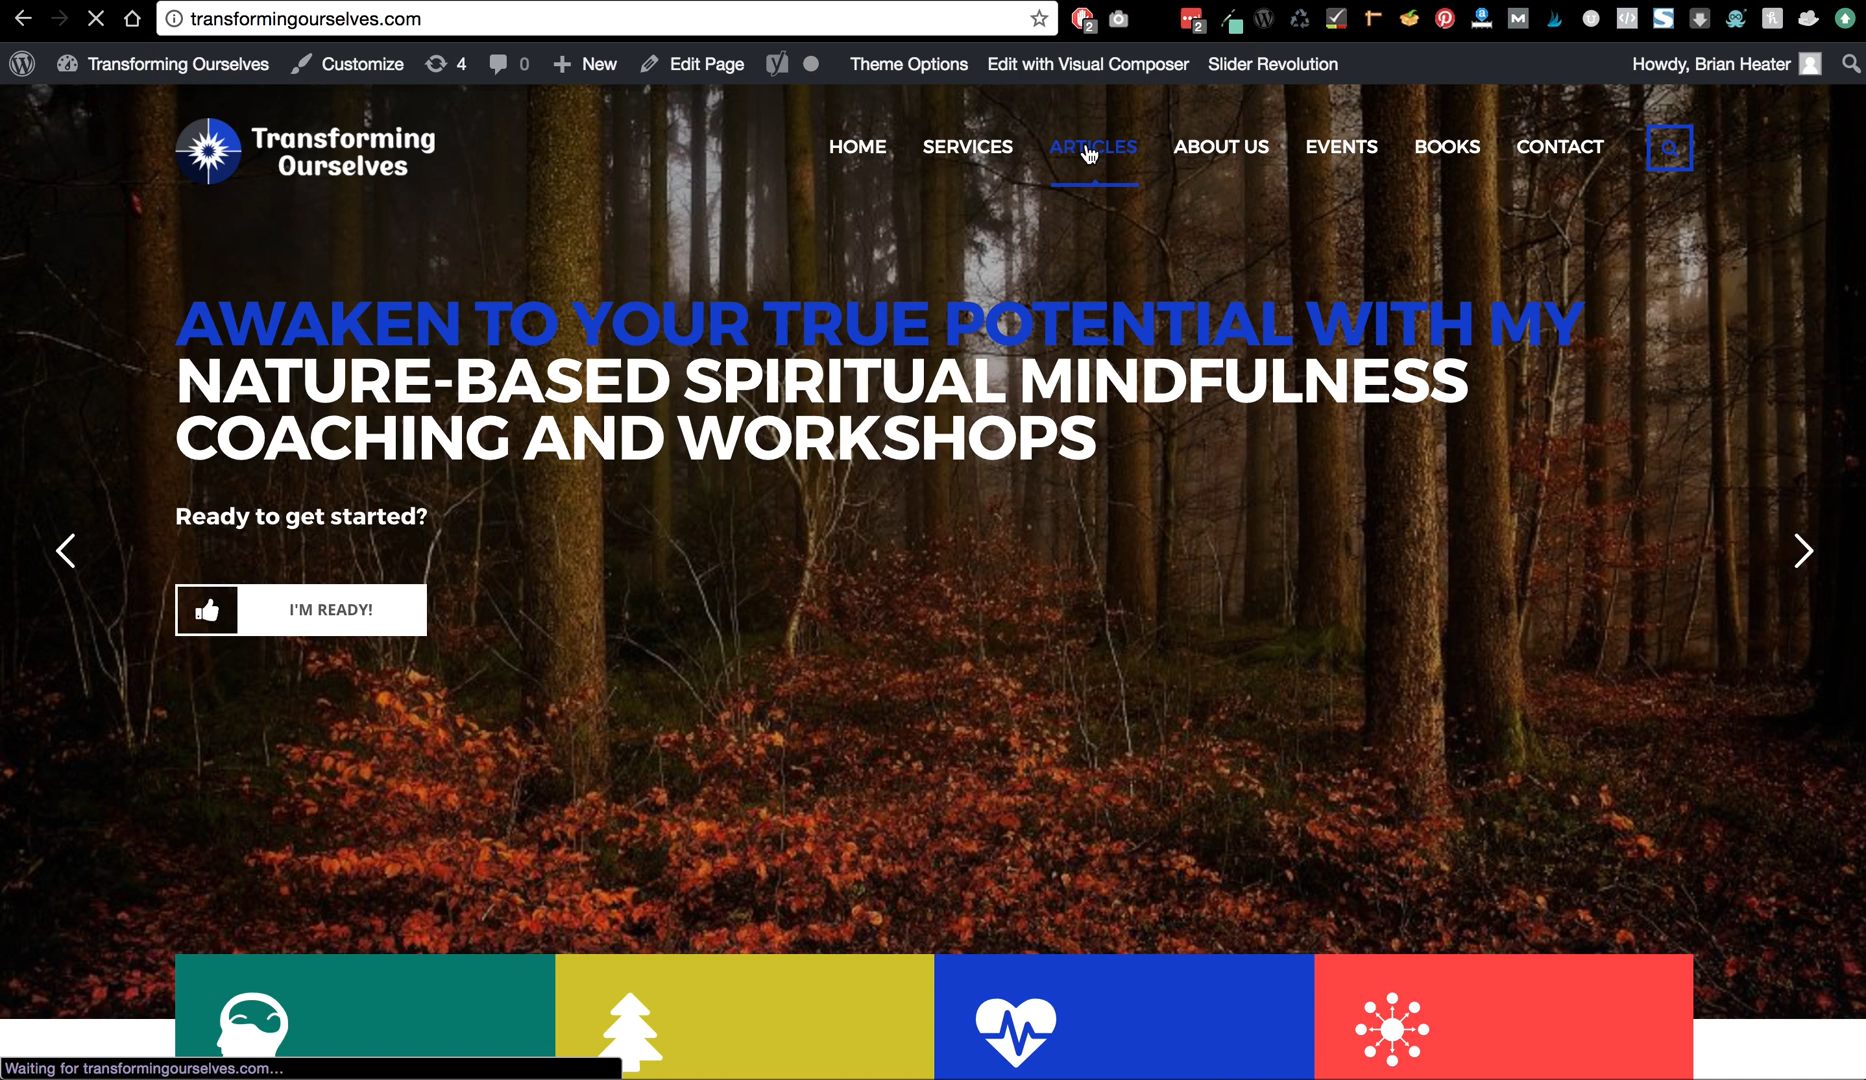 transformingourselves.com
2
2
Transforming Ourselves Customize 4 0 New Edit Page Theme Options Edit with Visual Composer Slider Revolution Howdy, Brian Heater
Transforming
Ourselves
HOME SERVICES ARTICLES ABOUT US EVENTS BOOKS CONTACT
AWAKEN TO YOUR TRUE POTENTIAL WITH MY
NATURE-BASED SPIRITUAL MINDFULNESS
COACHING AND WORKSHOPS
Ready to get started?
I'M READY!
Waiting for transformingourselves.com...